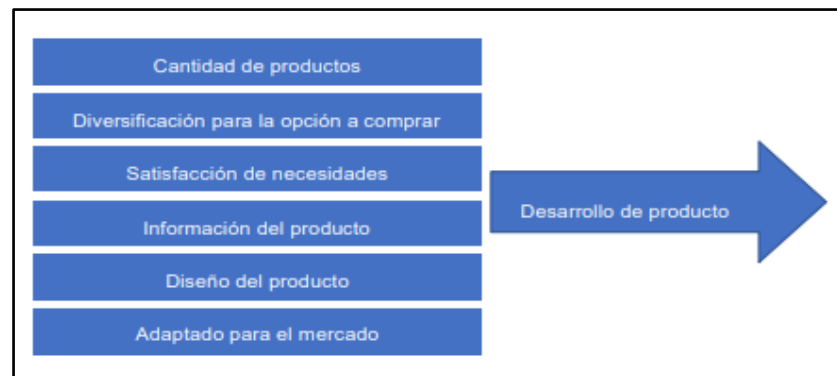 Cantidad de productos
Diversificación para la opción a comprar
Satisfacción de necesidades
Desarrollo de producto
Información del producto
Diseño del producto
Adaptado para el mercado